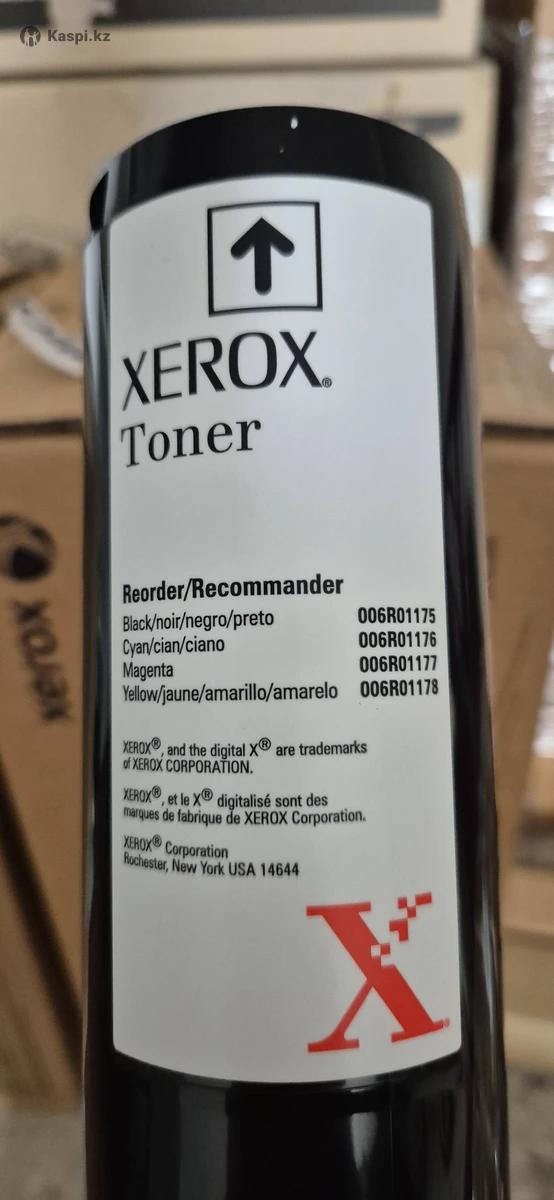 Kaspi.kz
XEROX®
Toner
Reorder/Recommander
Black/noir/negro/preto 006R01175
Cyan/cian/ciano 006R01176
Magenta 006R01177
Yellow/jaune/amarillo/amarelo 006R01178
XEROX®, and the digital X® are trademarks
of XEROX CORPORATION.
XEROX®, et le X® digitalisé sont des
marques de fabrique de XEROX Corporation.
XEROX® Corporation
Rochester, New York USA 14644
X®
xerox